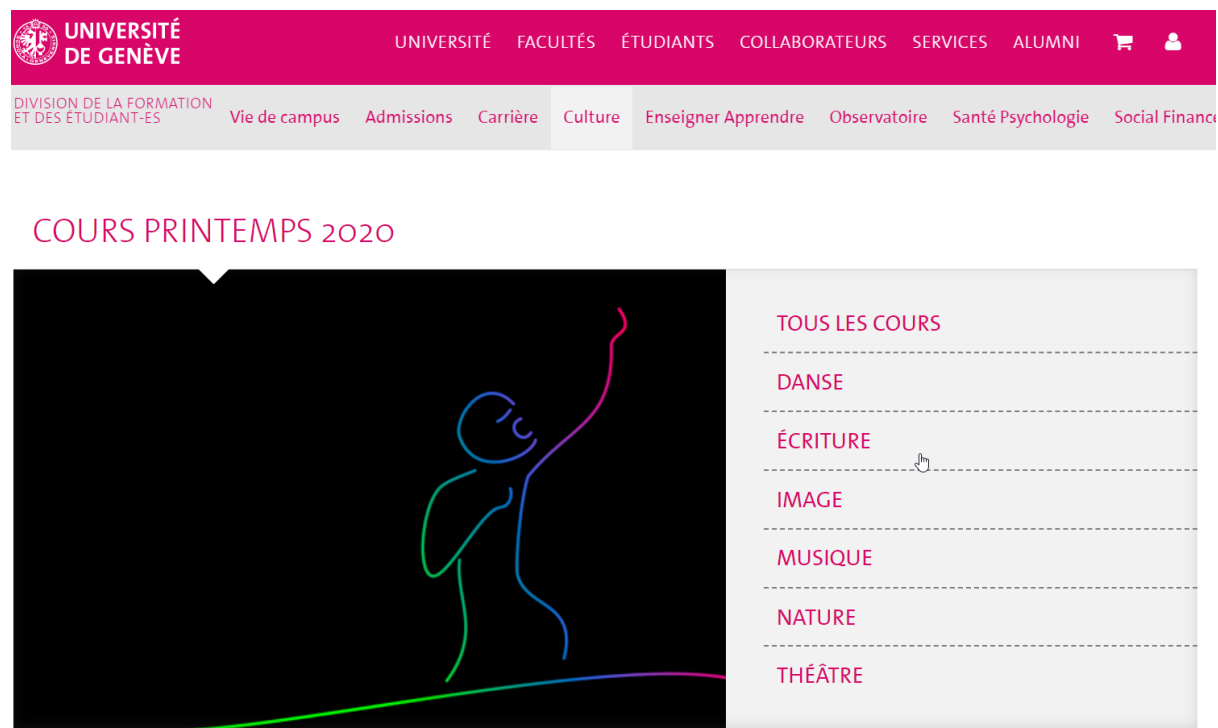 UNIVERSITÉ
DE GENÈVE
UNIVERSITÉ FACULTÉS ÉTUDIANTS COLLABORATEURS SERVICES ALUMNI
DIVISION DE LA FORMATION
ET DES ÉTUDIANT-ES
Vie de campus Admissions Carrière Culture Enseigner Apprendre Observatoire Santé Psychologie Social Finance
COURS PRINTEMPS 2020
TOUS LES COURS
DANSE
ÉCRITURE
IMAGE
MUSIQUE
NATURE
THÉÂTRE